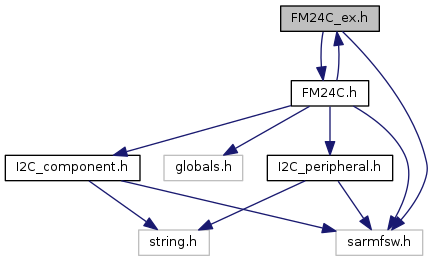 FM24C_ex.h
FM24C.h
I2C_component.h
globals.h
I2C_peripheral.h
string.h
sarmfsw.h